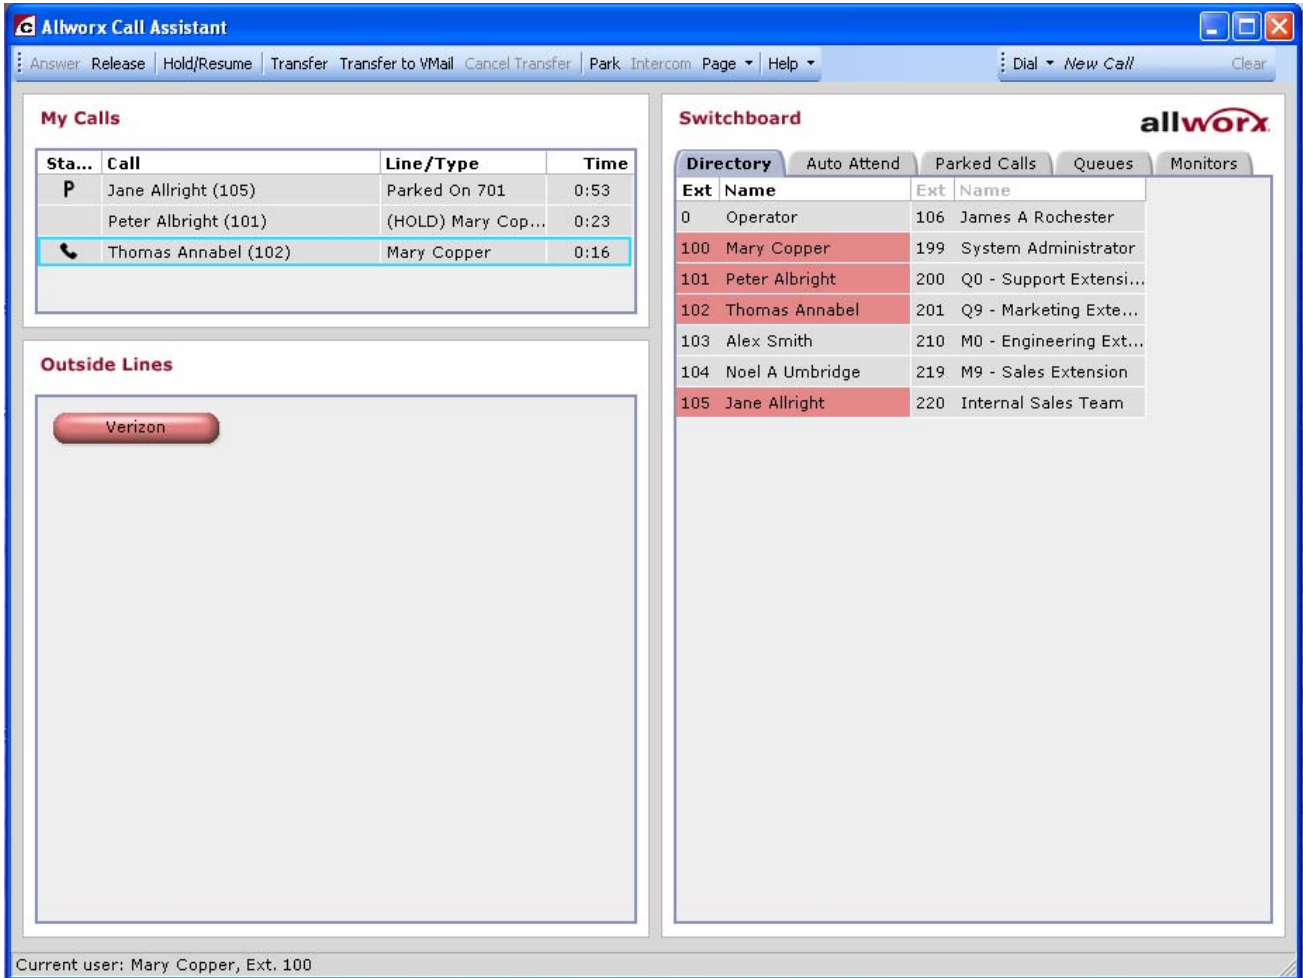 Allworx Call Assistant
Answer Release Hold/Resume Transfer Transfer to VMail Cancel Transfer Park Intercom Page Help Dial New Call Clear
My Calls
Sta... Call Line/Type Time
P Jane Allright (105) Parked On 701 0:53
Peter Albright (101) (HOLD) Mary Cop... 0:23
Thomas Annabel (102) Mary Copper 0:16
Outside Lines
Verizon
Switchboard
allworx
Directory Auto Attend Parked Calls Queues Monitors
Ext Name Ext Name
0 Operator 106 James A Rochester
100 Mary Copper 199 System Administrator
101 Peter Albright 200 Q0 - Support Extensi...
102 Thomas Annabel 201 Q9 - Marketing Exte...
103 Alex Smith 210 M0 - Engineering Ext...
104 Noel A Umbridge 219 M9 - Sales Extension
105 Jane Allright 220 Internal Sales Team
Current user: Mary Copper, Ext. 100